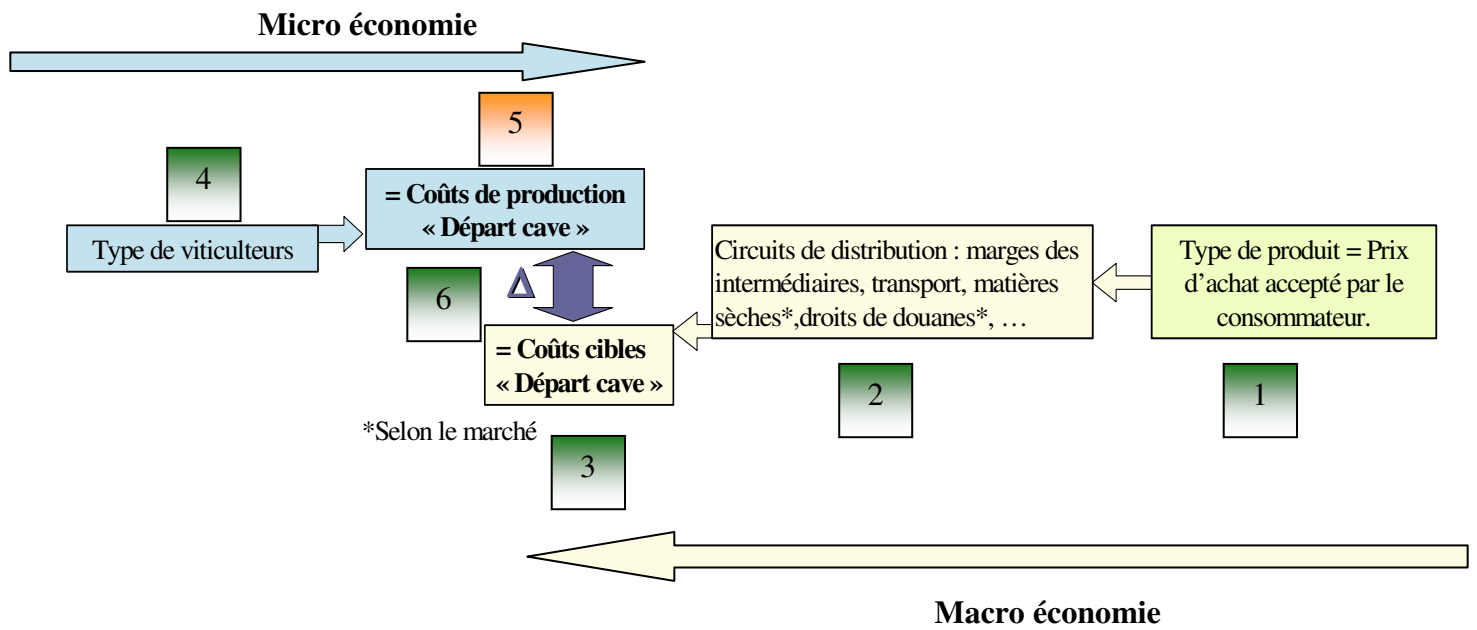 Micro économie
5
4
= Coûts de production
« Départ cave »
Type de viticulteurs
Circuits de distribution : marges des
intermédiaires, transport, matières
sèches*,droits de douanes*, …
Type de produit = Prix
d’achat accepté par le
consommateur.
6
Δ
= Coûts cibles
« Départ cave »
2
1
*Selon le marché
3
Macro économie